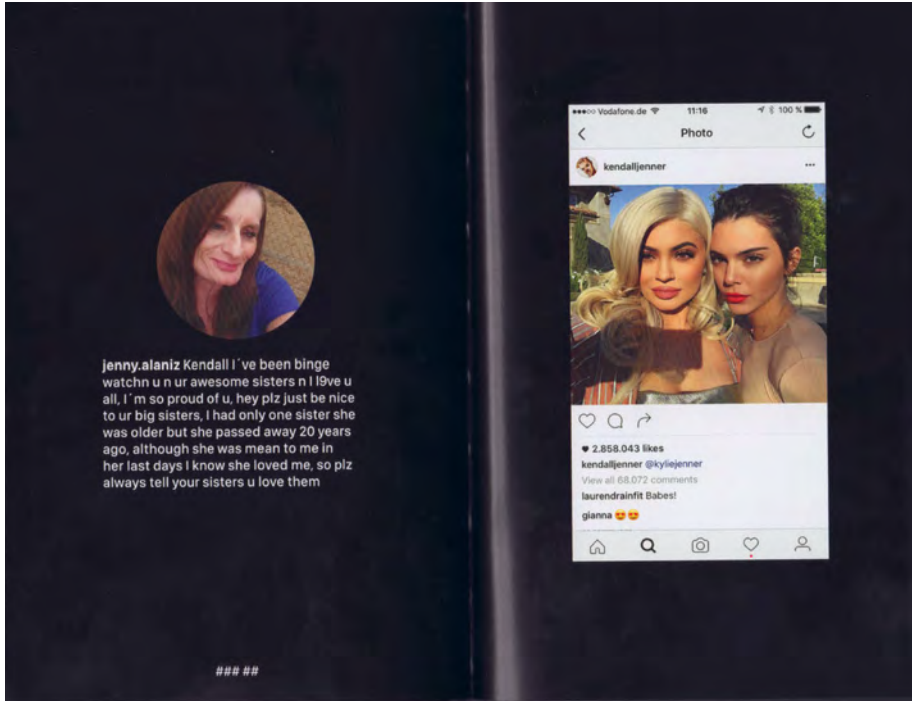 jenny.alaniz Kendall I´ve been binge
watchn u n ur awesome sisters n I l9ve u
all, I´m so proud of u, hey plz just be nice
to ur big sisters, I had only one sister she
was older but she passed away 20 years
ago, although she was mean to me in
her last days I know she loved me, so plz
always tell your sisters u love them
### ##
Vodafone.de 11:16 100 %
Photo
kendalljenner
2.858.043 likes
kendalljenner @kyliejenner
View all 68.072 comments
laurendrainfit Babes!
gianna 😍 😍